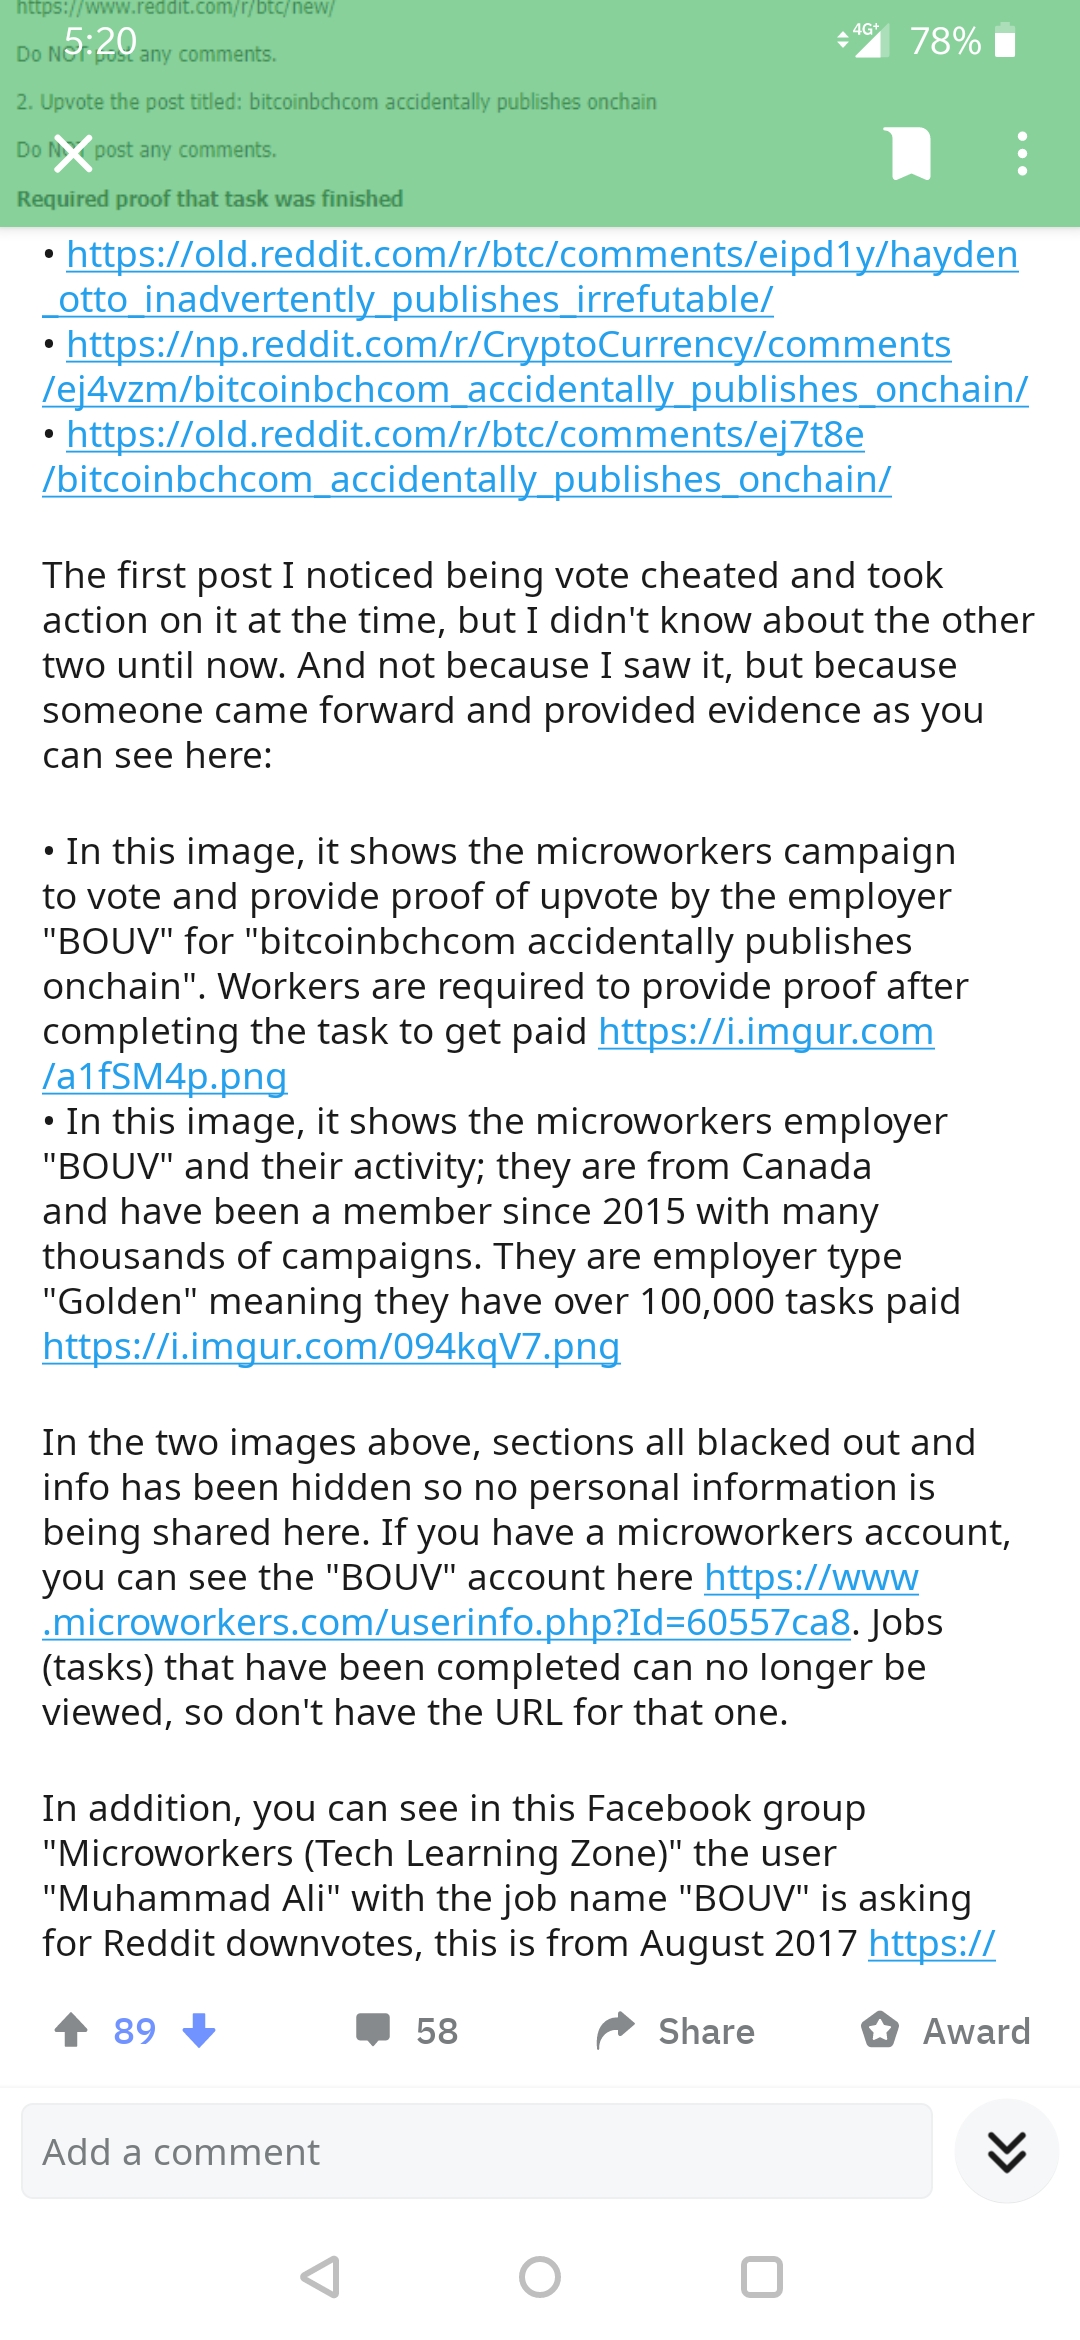 https://www.reddit.com/r/btc/new/
5:20
4G+
78%
Do NOT post any comments.
2. Upvote the post titled: bitcoinbchcom accidentally publishes onchain
Do NOT post any comments.
Required proof that task was finished
• https://old.reddit.com/r/btc/comments/eipd1y/hayden
_otto_inadvertently_publishes_irrefutable/
• https://np.reddit.com/r/CryptoCurrency/comments
/ej4vzm/bitcoinbchcom_accidentally_publishes_onchain/
• https://old.reddit.com/r/btc/comments/ej7t8e
/bitcoinbchcom_accidentally_publishes_onchain/
The first post I noticed being vote cheated and took
action on it at the time, but I didn't know about the other
two until now. And not because I saw it, but because
someone came forward and provided evidence as you
can see here:
• In this image, it shows the microworkers campaign
to vote and provide proof of upvote by the employer
"BOUV" for "bitcoinbchcom accidentally publishes
onchain". Workers are required to provide proof after
completing the task to get paid https://i.imgur.com
/a1fSM4p.png
• In this image, it shows the microworkers employer
"BOUV" and their activity; they are from Canada
and have been a member since 2015 with many
thousands of campaigns. They are employer type
"Golden" meaning they have over 100,000 tasks paid
https://i.imgur.com/094kqV7.png
In the two images above, sections all blacked out and
info has been hidden so no personal information is
being shared here. If you have a microworkers account,
you can see the "BOUV" account here https://www
.microworkers.com/userinfo.php?Id=60557ca8. Jobs
(tasks) that have been completed can no longer be
viewed, so don't have the URL for that one.
In addition, you can see in this Facebook group
"Microworkers (Tech Learning Zone)" the user
"Muhammad Ali" with the job name "BOUV" is asking
for Reddit downvotes, this is from August 2017 https://
89
58
Share
Award
Add a comment